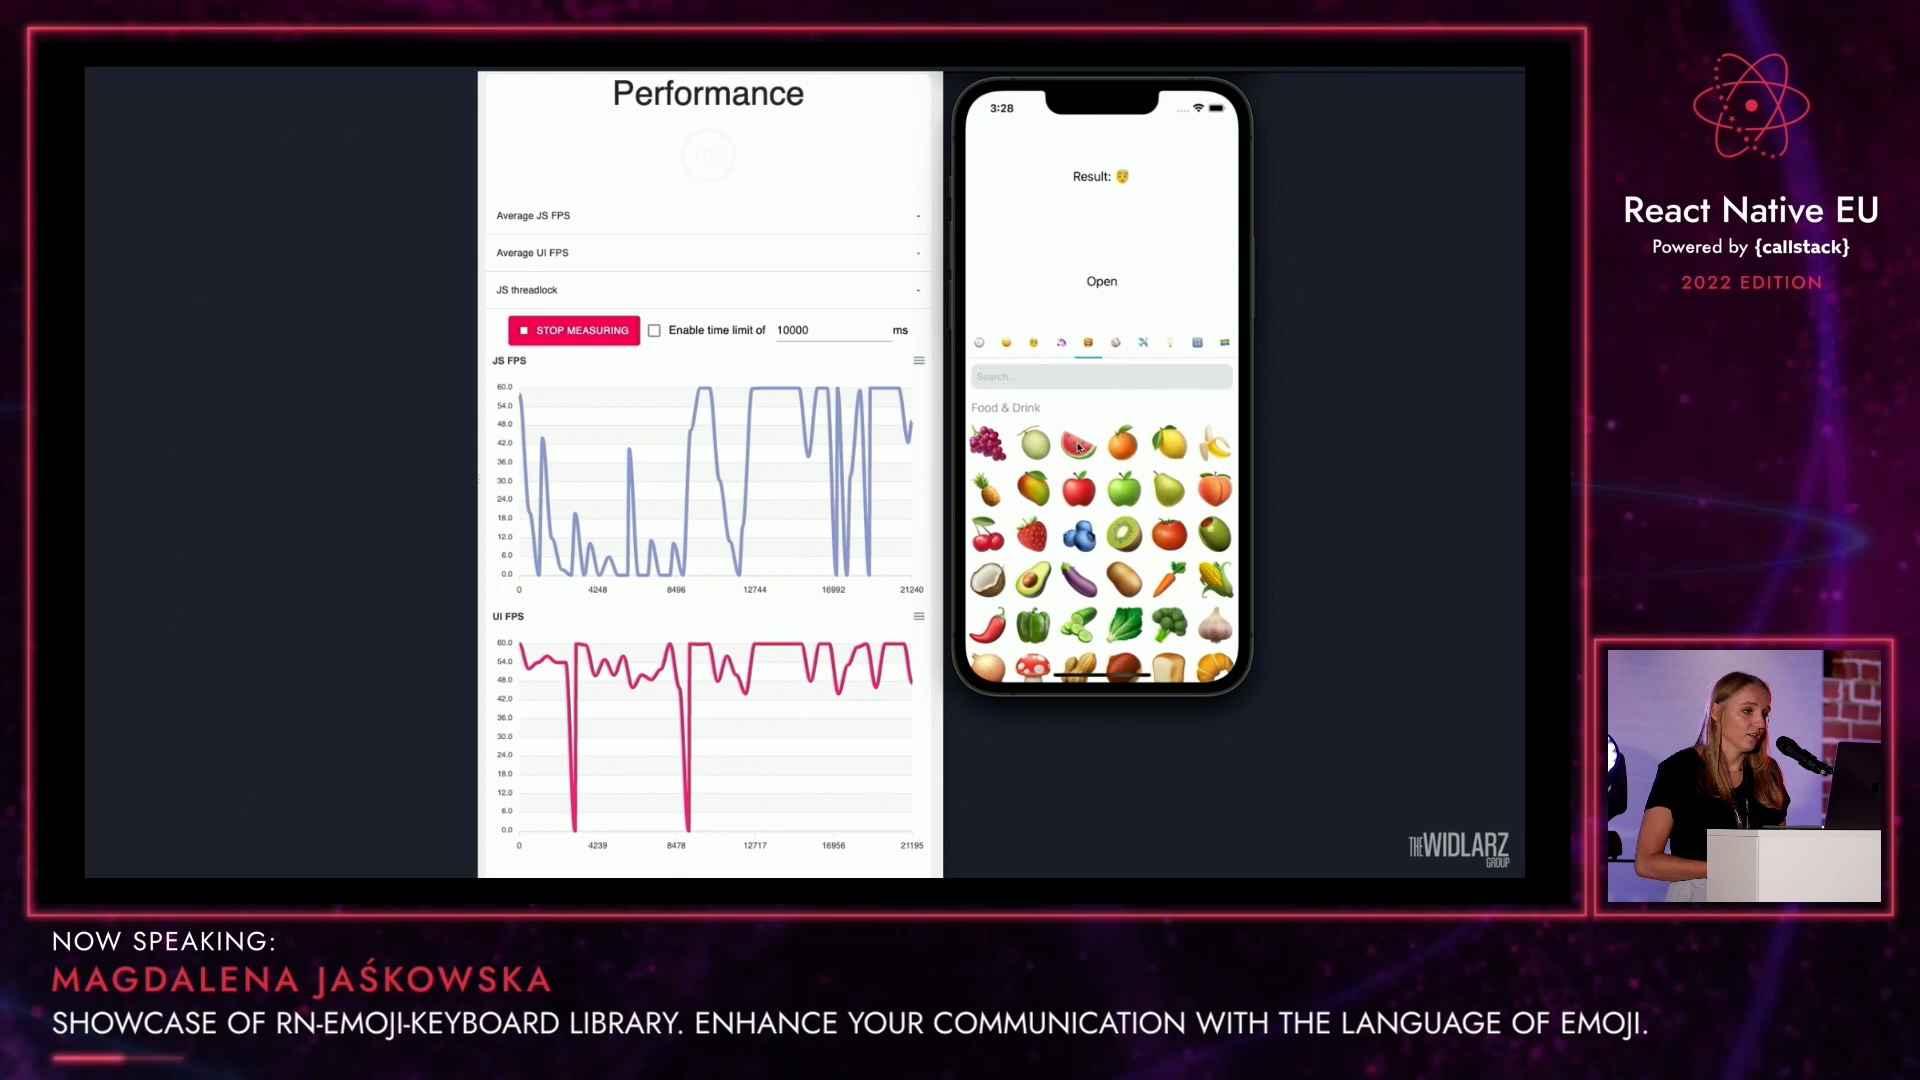 Performance
100
Average JS FPS -
Average UI FPS -
JS threadlock -
STOP MEASURING Enable time limit of 10000 ms
JS FPS
60.0
54.0
48.0
42.0
36.0
30.0
24.0
18.0
12.0
6.0
0.0
0 4248 8496 12744 16992 21240
UI FPS
60.0
54.0
48.0
42.0
36.0
30.0
24.0
18.0
12.0
6.0
0.0
0 4239 8478 12717 16956 21195
3:28
Result:
Open
Search...
Food & Drink
THE WIDLARZ
GROUP
React Native EU
Powered by {callstack}
2022 EDITION
NOW SPEAKING:
MAGDALENA JAŚKOWSKA
SHOWCASE OF RN-EMOJI-KEYBOARD LIBRARY. ENHANCE YOUR COMMUNICATION WITH THE LANGUAGE OF EMOJI.